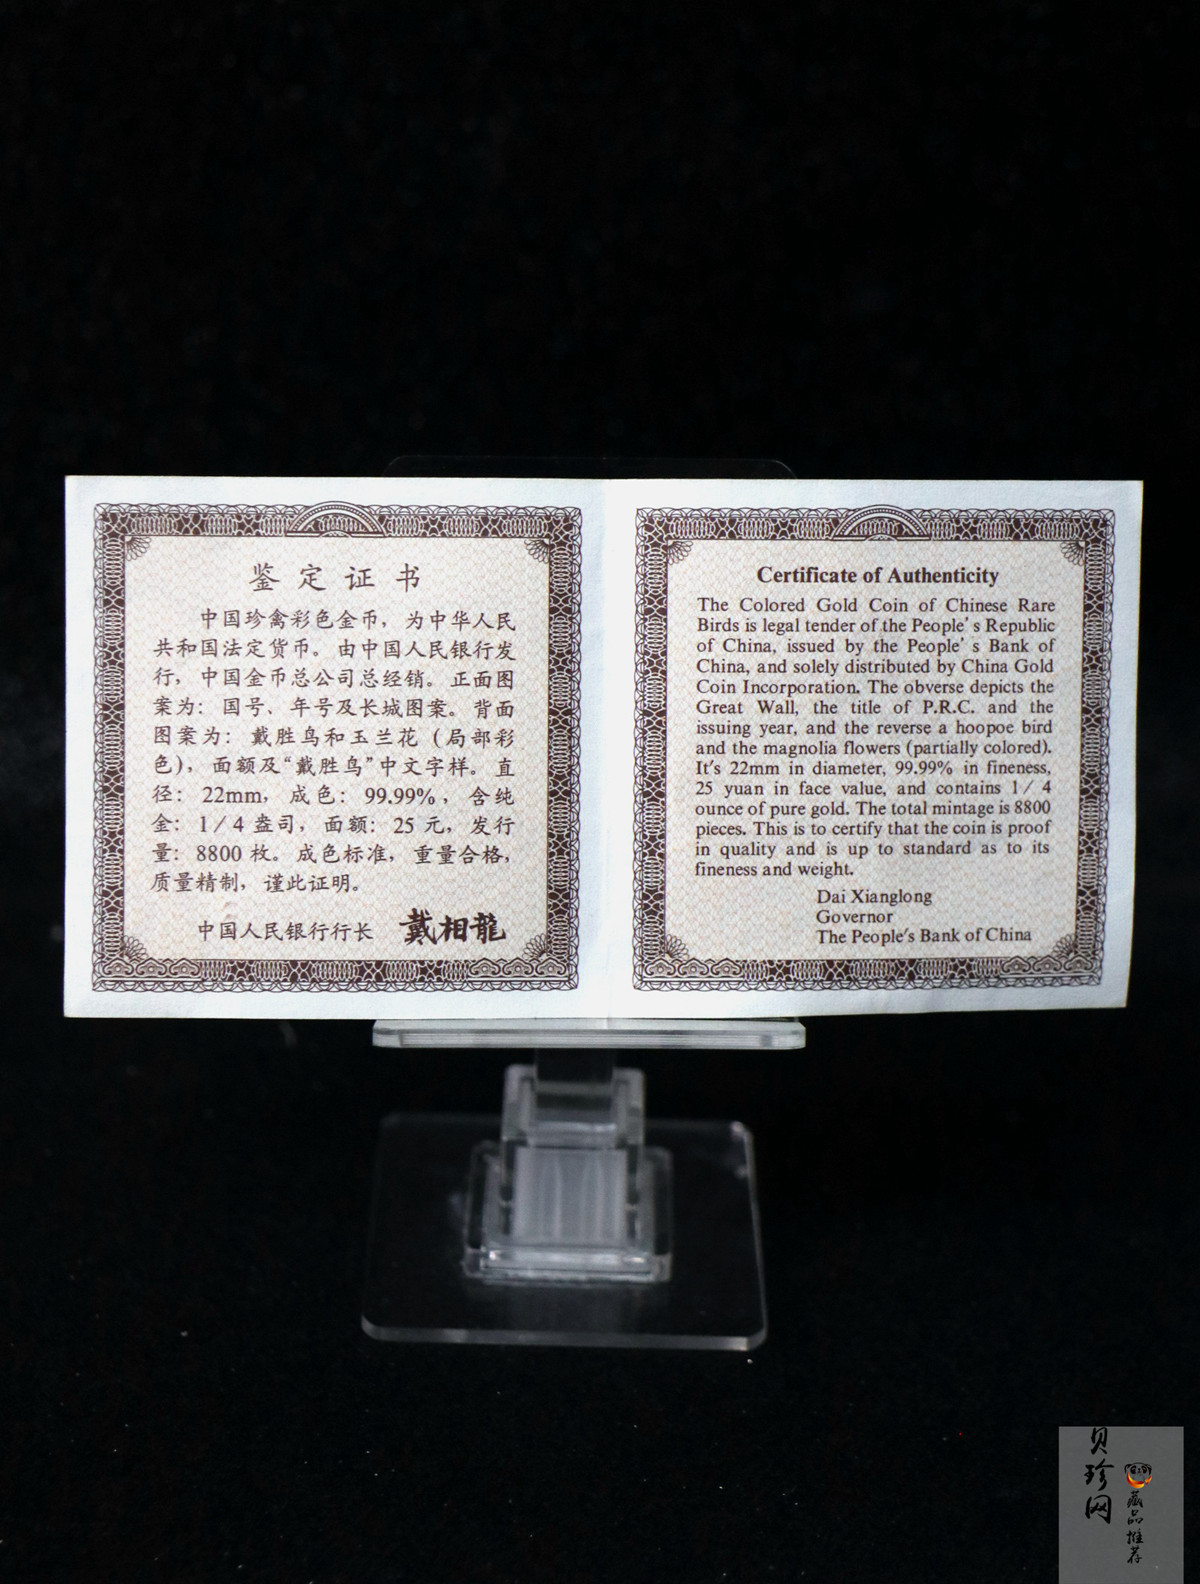 鉴定证书
中国珍禽彩色金币，为中华人民
共和国法定货币。由中国人民银行发
行，中国金币总公司总经销。正面图
案为：国号、年号及长城图案。背面
图案为：戴胜鸟和玉兰花（局部彩
色），面额及“戴胜鸟”中文字样。直
径：22mm，成色：99.99%，含纯
金：1/4盎司，面额：25元，发行
量：8800枚。成色标准，重量合格，
质量精制，谨此证明。
中国人民银行行长 戴相龍
Certificate of Authenticity
The Colored Gold Coin of Chinese Rare
Birds is legal tender of the People's Republic
of China, issued by the People's Bank of
China, and solely distributed by China Gold
Coin Incorporation. The obverse depicts the
Great Wall, the title of P.R.C. and the
issuing year, and the reverse a hoopoe bird
and the magnolia flowers (partially colored).
It's 22mm in diameter, 99.99% in fineness,
25 yuan in face value, and contains 1/4
ounce of pure gold. The total mintage is 8800
pieces. This is to certify that the coin is proof
in quality and is up to standard as to its
fineness and weight.
Dai Xianglong
Governor
The People's Bank of China
贝珍网
藏品推荐